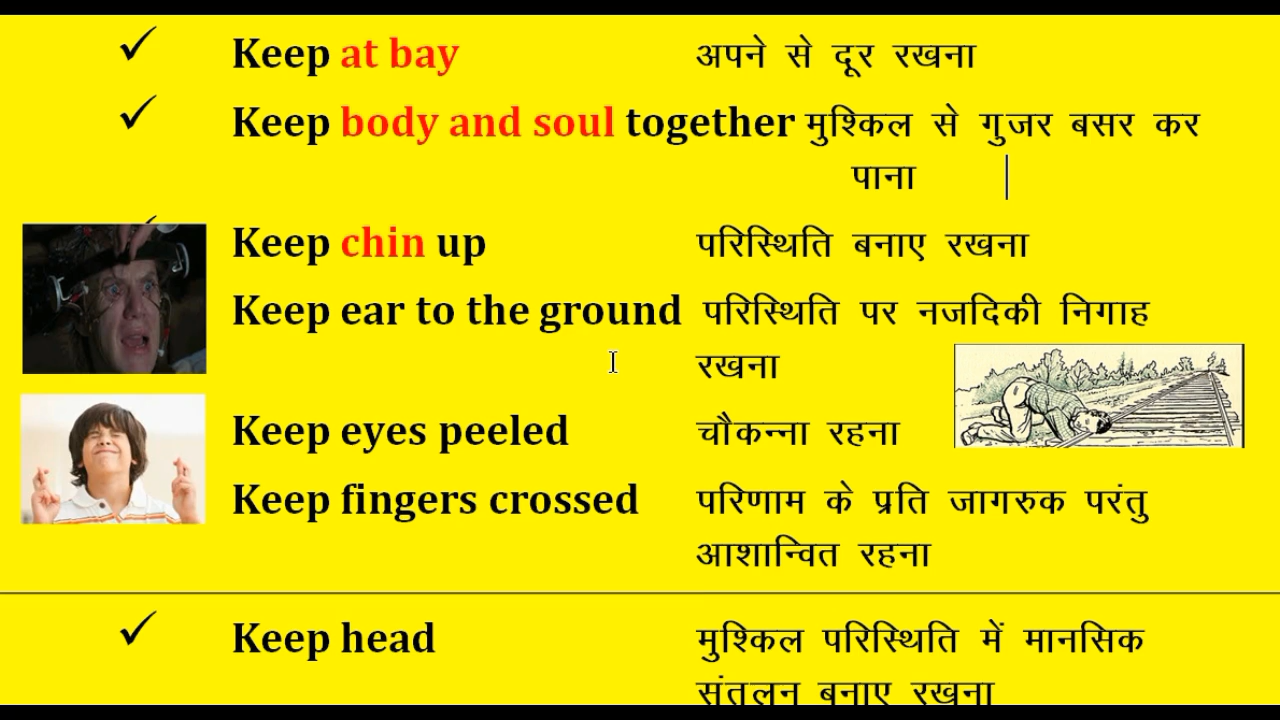 ✓ Keep at bay अपने से दूर रखना
✓ Keep body and soul together मुश्किल से गुजर बसर कर
पाना
Keep chin up परिस्थिति बनाए रखना
Keep ear to the ground परिस्थिति पर नजदिकी निगाह
रखना
Keep eyes peeled चौकन्ना रहना
Keep fingers crossed परिणाम के प्रति जागरुक परंतु
आशान्वित रहना
✓ Keep head मुश्किल परिस्थिति में मानसिक
संतुलन बनाए रखना